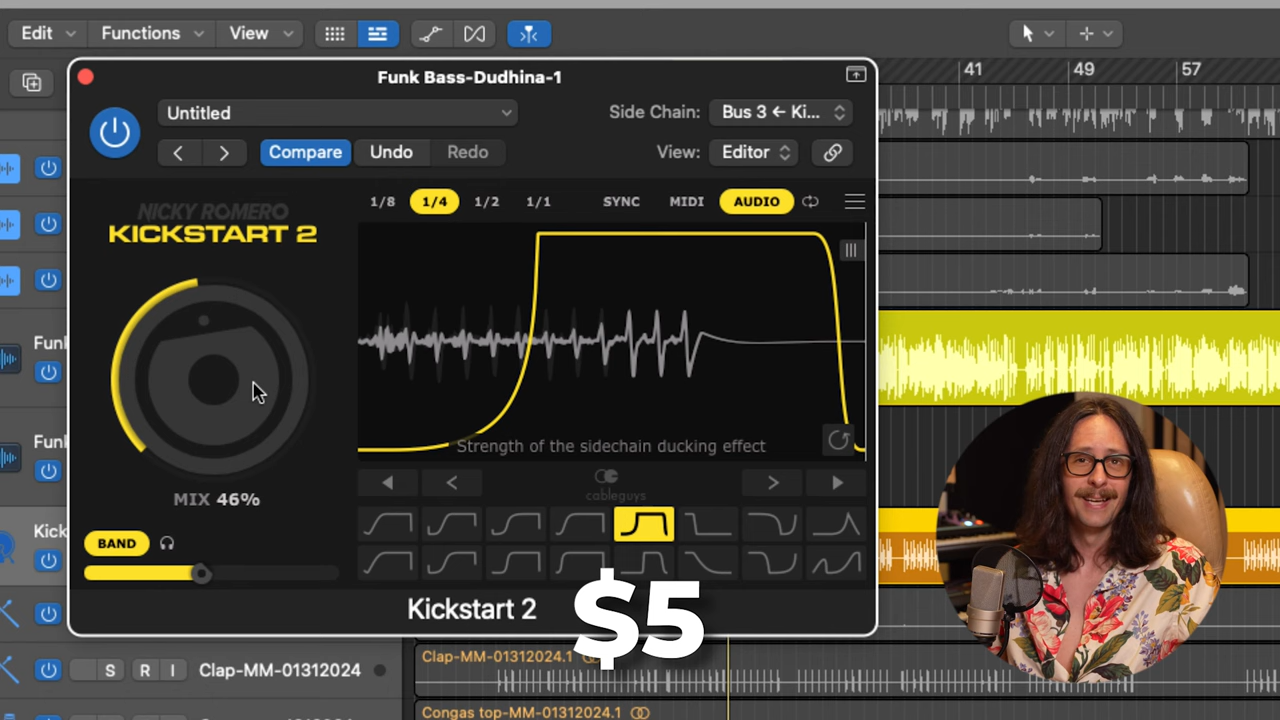 Edit
Functions
View
41
49
57
Funk Bass-Dudhina-1
Untitled
Side Chain:
Bus 3 ← Ki...
Compare
Undo
Redo
View:
Editor
NICKY ROMERO
KICKSTART 2
1/8
1/4
1/2
1/1
SYNC
MIDI
AUDIO
Strength of the sidechain ducking effect
MIX 46%
cableguys
BAND
Kickstart 2
$5
Funk
Fun
Kick
S
R
I
Clap-MM-01312024
Clap-MM-01312024.1
Congas top-MM-01312024.1